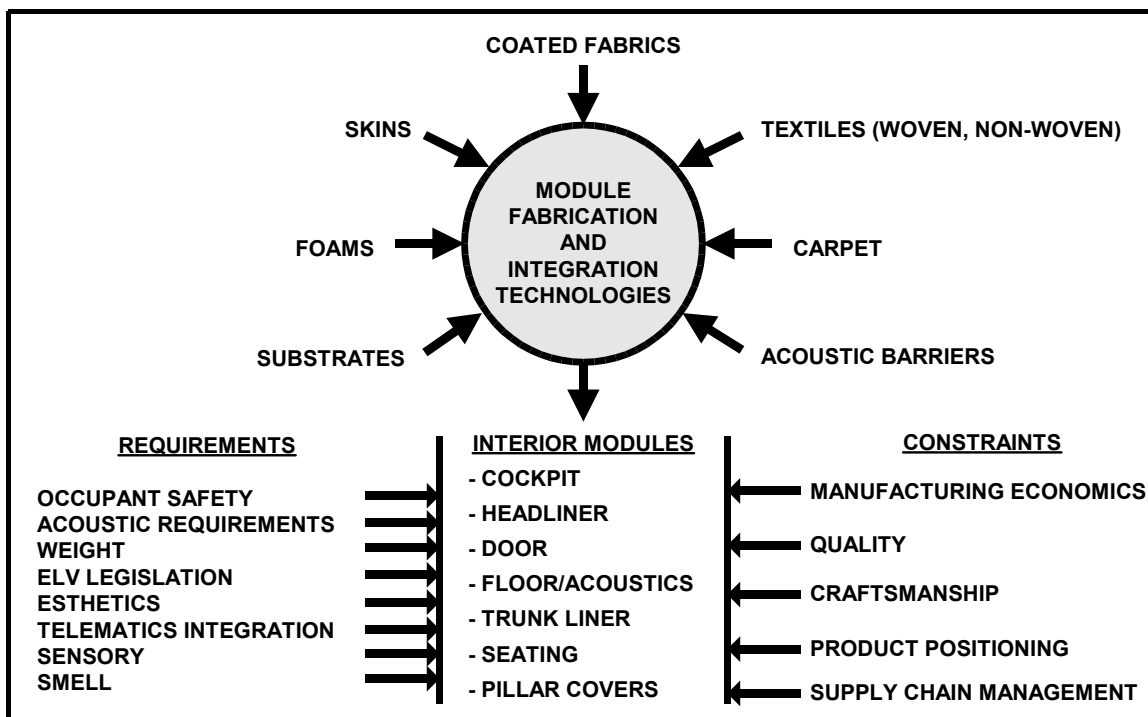 COATED FABRICS
SKINS
TEXTILES (WOVEN, NON-WOVEN)
MODULE
FABRICATION
AND
INTEGRATION
TECHNOLOGIES
FOAMS
CARPET
SUBSTRATES
ACOUSTIC BARRIERS
REQUIREMENTS
OCCUPANT SAFETY
ACOUSTIC REQUIREMENTS
WEIGHT
ELV LEGISLATION
ESTHETICS
TELEMATICS INTEGRATION
SENSORY
SMELL
INTERIOR MODULES
- COCKPIT
- HEADLINER
- DOOR
- FLOOR/ACOUSTICS
- TRUNK LINER
- SEATING
- PILLAR COVERS
CONSTRAINTS
MANUFACTURING ECONOMICS
QUALITY
CRAFTSMANSHIP
PRODUCT POSITIONING
SUPPLY CHAIN MANAGEMENT